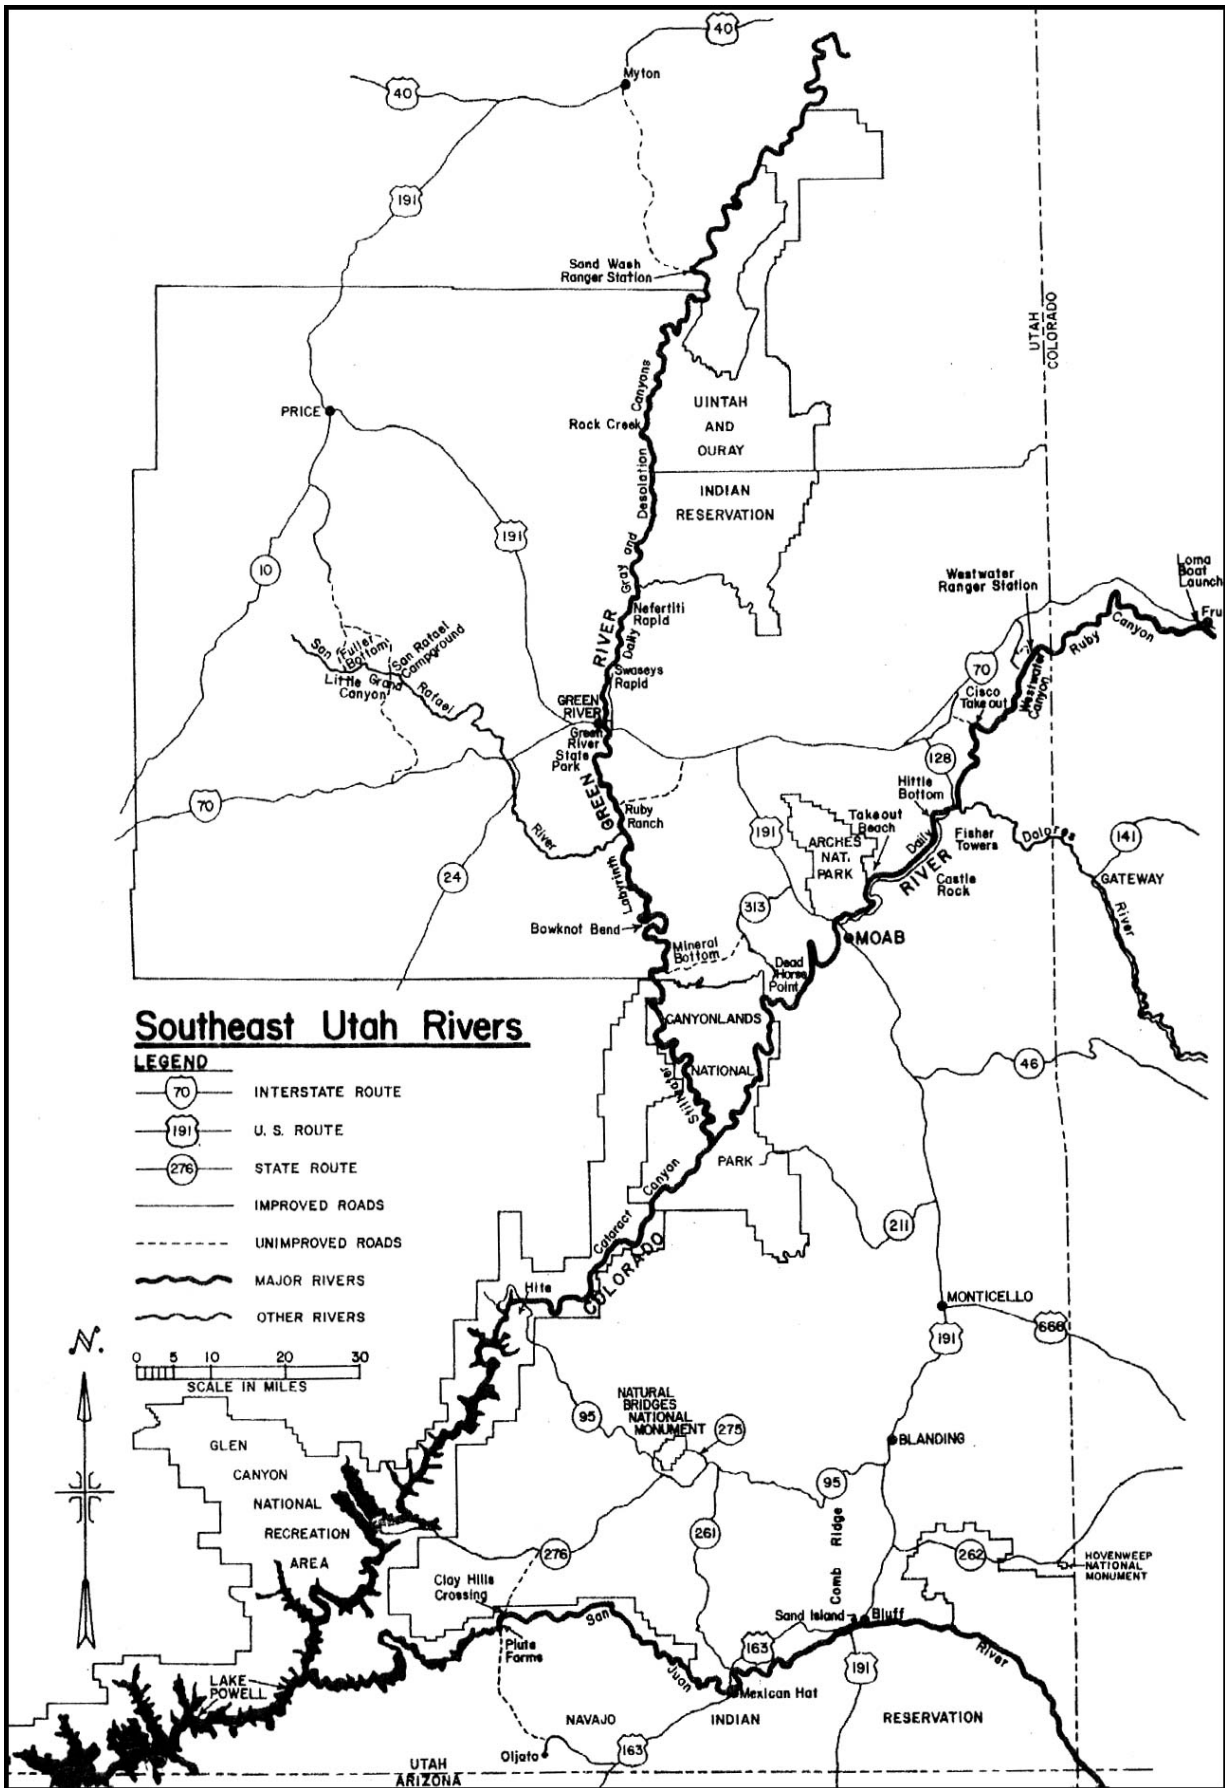 40
Myton
40
191
Sand Wash
Ranger Station
UTAH
COLORADO
Gray and Desolation Canyons
UINTAH
AND
OURAY
INDIAN
RESERVATION
PRICE
Rock Creek
191
10
Loma
Boat
Launch
Westwater
Ranger Station
Fru
Nefertiti
Rapid
RIVER
Daily
Ruby Canyon
San Rafael
Campground
Fuller
Bottom
San Rafael River
Little Grand
Canyon
Swaseys
Rapid
70
Cisco
Takeout
Westwater
Canyon
GREEN
RIVER
Green
River
State
Park
GREEN
128
70
Hittle
Bottom
Ruby
Ranch
Takeout
Beach
191
ARCHES
NAT.
PARK
Daily
RIVER
Fisher
Towers
Dolores River
141
24
Castle
Rock
GATEWAY
Labyrinth
313
Bowknot Bend
MOAB
Mineral
Bottom
Dead
Horse
Point
CANYONLANDS
NATIONAL
PARK
Stillwater
46
Southeast Utah Rivers
LEGEND
70 INTERSTATE ROUTE
191 U. S. ROUTE
276 STATE ROUTE
IMPROVED ROADS
UNIMPROVED ROADS
MAJOR RIVERS
OTHER RIVERS
N.
0 5 10 20 30
SCALE IN MILES
Cataract Canyon
COLORADO
211
Hite
MONTICELLO
191
666
NATURAL
BRIDGES
NATIONAL
MONUMENT
95
275
BLANDING
GLEN
CANYON
NATIONAL
RECREATION
AREA
95
Comb Ridge
261
276
262
HOVENWEEP
NATIONAL
MONUMENT
Clay Hills
Crossing
Sand Island
Bluff
San Juan River
Piute
Farms
163
191
LAKE
POWELL
Mexican Hat
NAVAJO INDIAN RESERVATION
Oljato
163
UTAH
ARIZONA